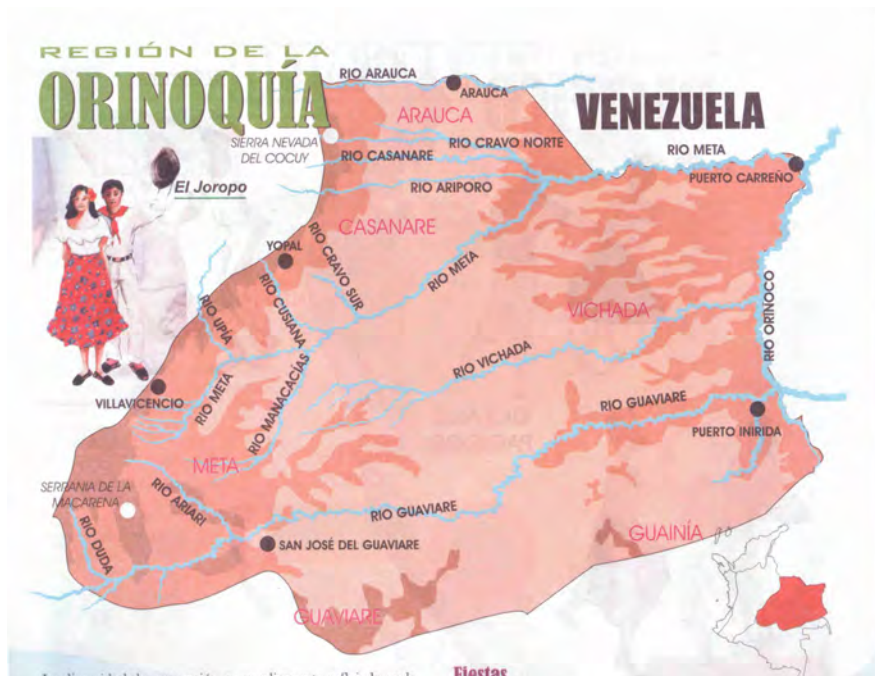 REGIÓN DE LA
ORINOQUÍA
El Joropo
SIERRA NEVADA
DEL COCUY
RIO ARAUCA
ARAUCA
ARAUCA
VENEZUELA
RIO CRAVO NORTE
RIO CASANARE
RIO META
PUERTO CARREÑO
RIO ARIPORO
CASANARE
YOPAL
RIO CRAVO SUR
RIO META
RIO CUSIANA
RIO UPÍA
VICHADA
RIO ORINOCO
RIO VICHADA
VILLAVICENCIO
RIO META
RIO MANACACÍAS
RIO GUAVIARE
PUERTO INIRIDA
META
SERRANIA DE LA
MACARENA
RIO ARIARI
RIO GUAVIARE
RIO DUDA
SAN JOSÉ DEL GUAVIARE
GUAINÍA
GUAVIARE
Fiestas